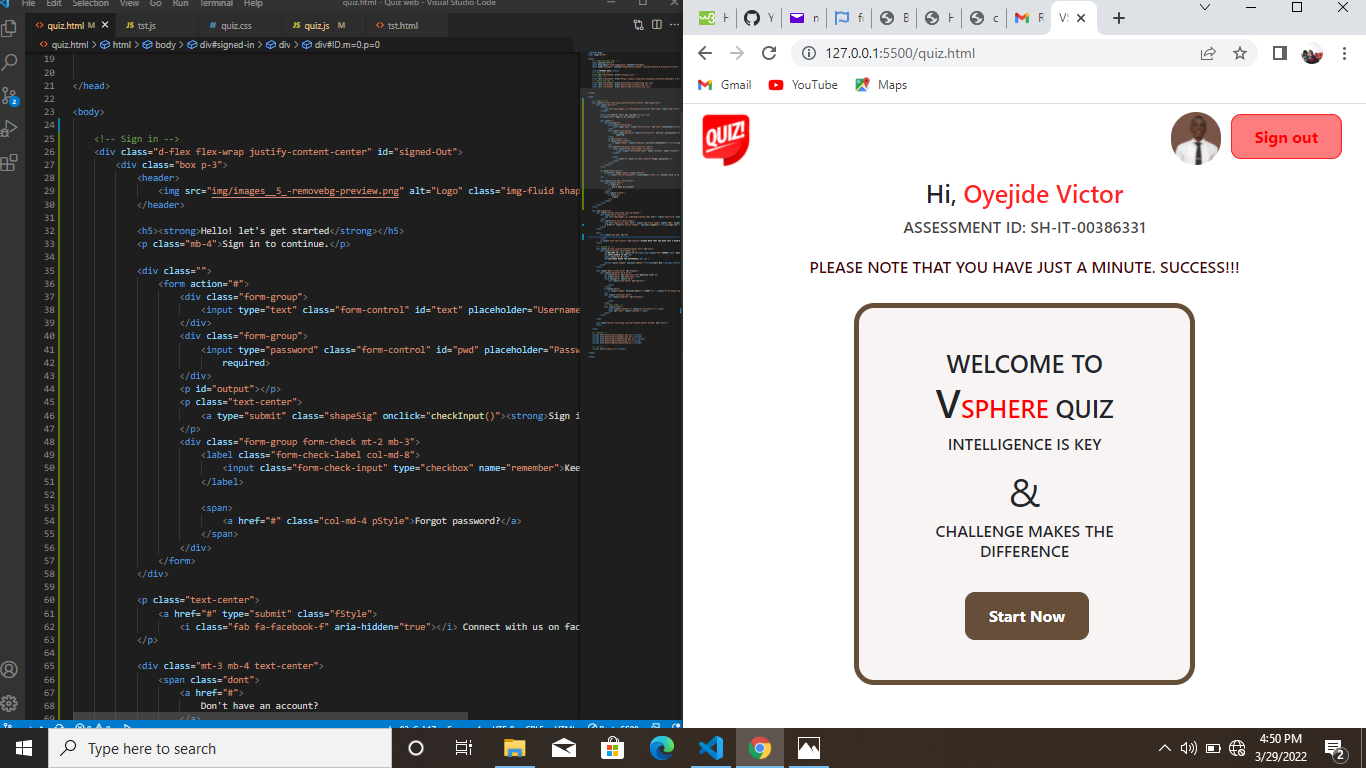 File Edit Selection View Go Run Terminal Help quiz.html - Quiz web - Visual Studio Code
quiz.html M tst.js quiz.css quiz.js M tst.html
quiz.html > html > body > div#signed-in > div > div#ID.m=0.p=0
19
20
21 </head>
22
23 <body>
24
25 <!-- Sign in -->
26 <div class="d-flex flex-wrap justify-content-center" id="signed-Out">
27 <div class="box p-3">
28 <header>
29 <img src="img/images__5_-removebg-preview.png" alt="Logo" class="img-fluid shap
30 </header>
31
32 <h5><strong>Hello! let's get started</strong></h5>
33 <p class="mb-4">Sign in to continue.</p>
34
35 <div class="">
36 <form action="#">
37 <div class="form-group">
38 <input type="text" class="form-control" id="text" placeholder="Username
39 </div>
40 <div class="form-group">
41 <input type="password" class="form-control" id="pwd" placeholder="Passw
42 required>
43 </div>
44 <p id="output"></p>
45 <p class="text-center">
46 <a type="submit" class="shapeSig" onclick="checkInput()"><strong>Sign i
47 </p>
48 <div class="form-group form-check mt-2 mb-3">
49 <label class="form-check-label col-md-8">
50 <input class="form-check-input" type="checkbox" name="remember">Kee
51 </label>
52
53 <span>
54 <a href="#" class="col-md-4 pStyle">Forgot password?</a>
55 </span>
56 </div>
57 </form>
58 </div>
59
60 <p class="text-center">
61 <a href="#" type="submit" class="fStyle">
62 <i class="fab fa-facebook-f" aria-hidden="true"></i> Connect with us on fac
63 </p>
64
65 <div class="mt-3 mb-4 text-center">
66 <span class="dont">
67 <a href="#">
68 Don't have an account?
69 </a>
127.0.0.1:5500/quiz.html
Gmail YouTube Maps
QUIZ!
Sign out
Hi, Oyejide Victor
ASSESSMENT ID: SH-IT-00386331
PLEASE NOTE THAT YOU HAVE JUST A MINUTE. SUCCESS!!!
WELCOME TO
VSPHERE QUIZ
INTELLIGENCE IS KEY
&
CHALLENGE MAKES THE
DIFFERENCE
Start Now
Type here to search
4:50 PM
3/29/2022
2